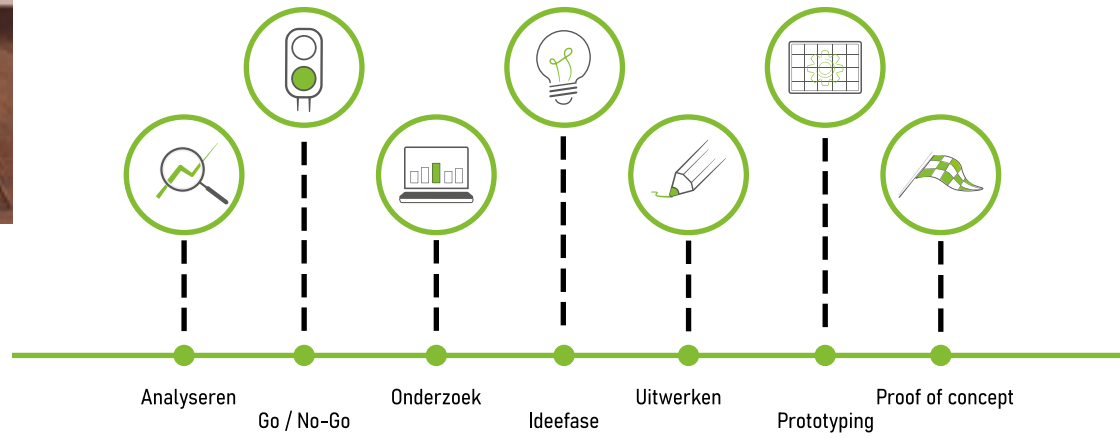 Analyseren
Go / No-Go
Onderzoek
Ideefase
Uitwerken
Prototyping
Proof of concept